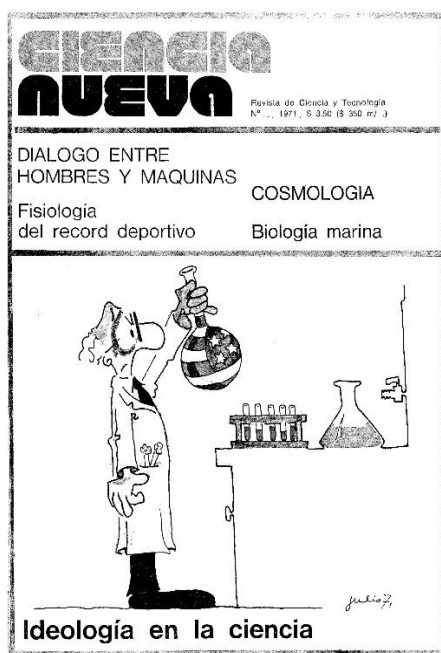 CIENCIA
NUEVA
Revista de Ciencia y Tecnología
Nº 1971, $ 3.50 ($ 350 m/ .)
DIALOGO ENTRE
HOMBRES Y MAQUINAS
Fisiología
del record deportivo
COSMOLOGIA
Biología marina
julio 71
Ideología en la ciencia